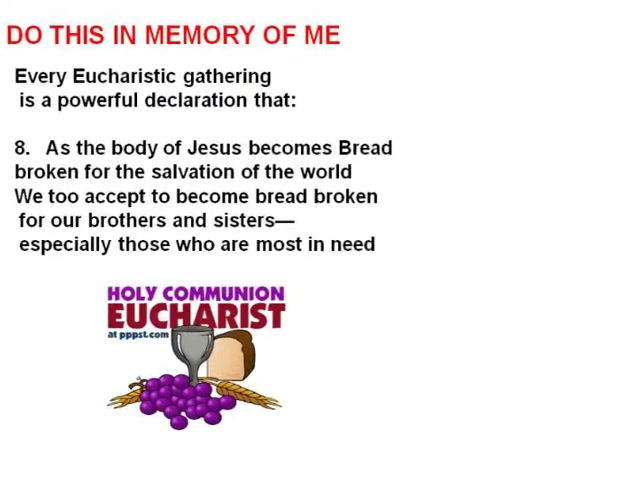 DO THIS IN MEMORY OF ME
Every Eucharistic gathering
is a powerful declaration that:
8. As the body of Jesus becomes Bread
broken for the salvation of the world
We too accept to become bread broken
for our brothers and sisters—
especially those who are most in need
HOLY COMMUNION
EUCHARIST
at pppst.com